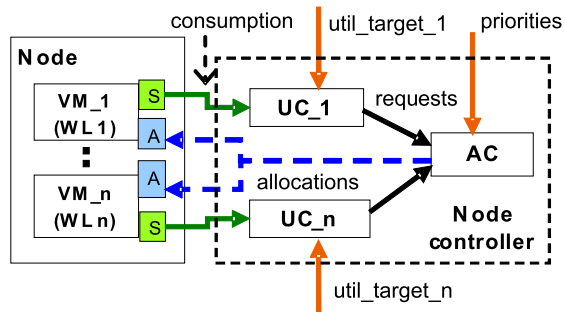 consumption
util_target_1
priorities
Node
VM_1
(WL1)
S
A
UC_1
requests
AC
A
allocations
VM_n
(WLn)
S
UC_n
Node
controller
util_target_n